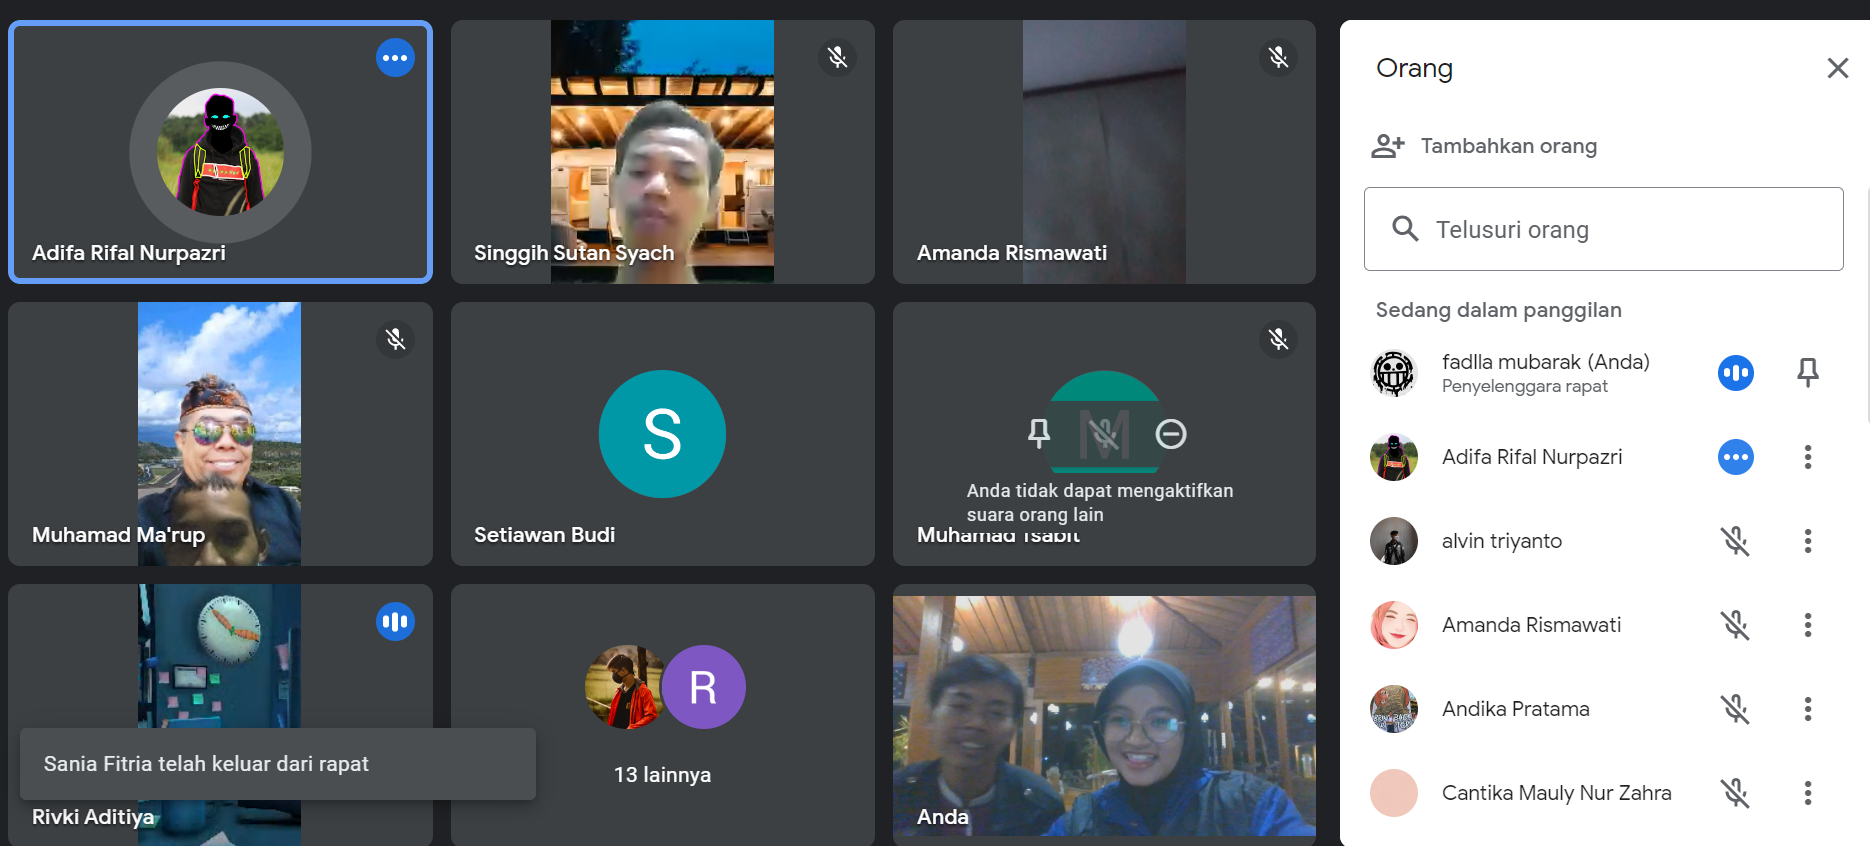 Adifa Rifal Nurpazri
Singgih Sutan Syach
Amanda Rismawati
Muhamad Ma'rup
S
Setiawan Budi
M
Anda tidak dapat mengaktifkan
suara orang lain
Muhamad Tsabit
Sania Fitria telah keluar dari rapat
Rivki Aditiya
R
13 lainnya
Anda
Orang
Tambahkan orang
Telusuri orang
Sedang dalam panggilan
fadlla mubarak (Anda)
Penyelenggara rapat
Adifa Rifal Nurpazri
alvin triyanto
Amanda Rismawati
Andika Pratama
Cantika Mauly Nur Zahra